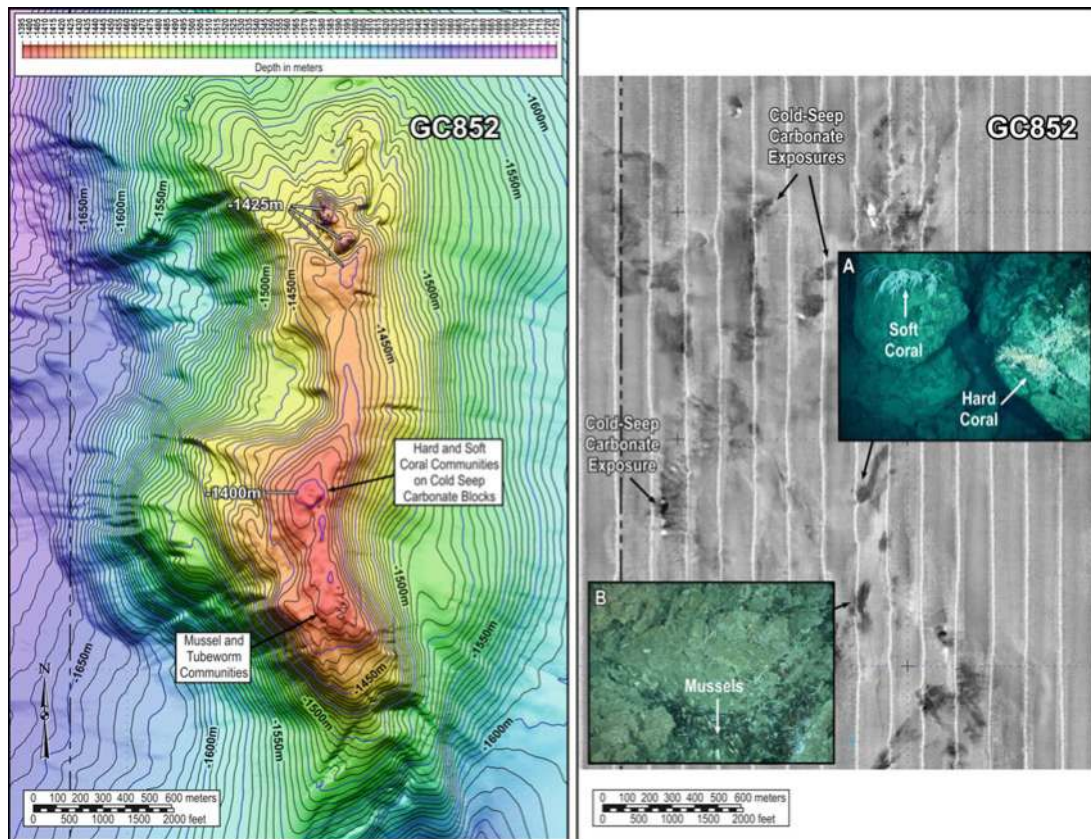 Depth in meters
GC852
-1650m
-1600m
-1550m
-1600m
-1550m
-1425m
-1500m
-1450m
-1500m
-1450m
Hard and Soft
Coral Communities
on Cold Seep
Carbonate Blocks
-1400m
-1500m
Mussel and
Tubeworm
Communities
-1550m
-1650m
N
-1450m
-1500m
-1550m
-1600m
-1600m
0 100 200 300 400 500 600 meters
0 500 1000 1500 2000 feet
GC852
Cold-Seep
Carbonate
Exposures
A
Soft
Coral
Hard
Coral
Cold-Seep
Carbonate
Exposure
B
Mussels
0 100 200 300 400 500 600 meters
0 500 1000 1500 2000 feet